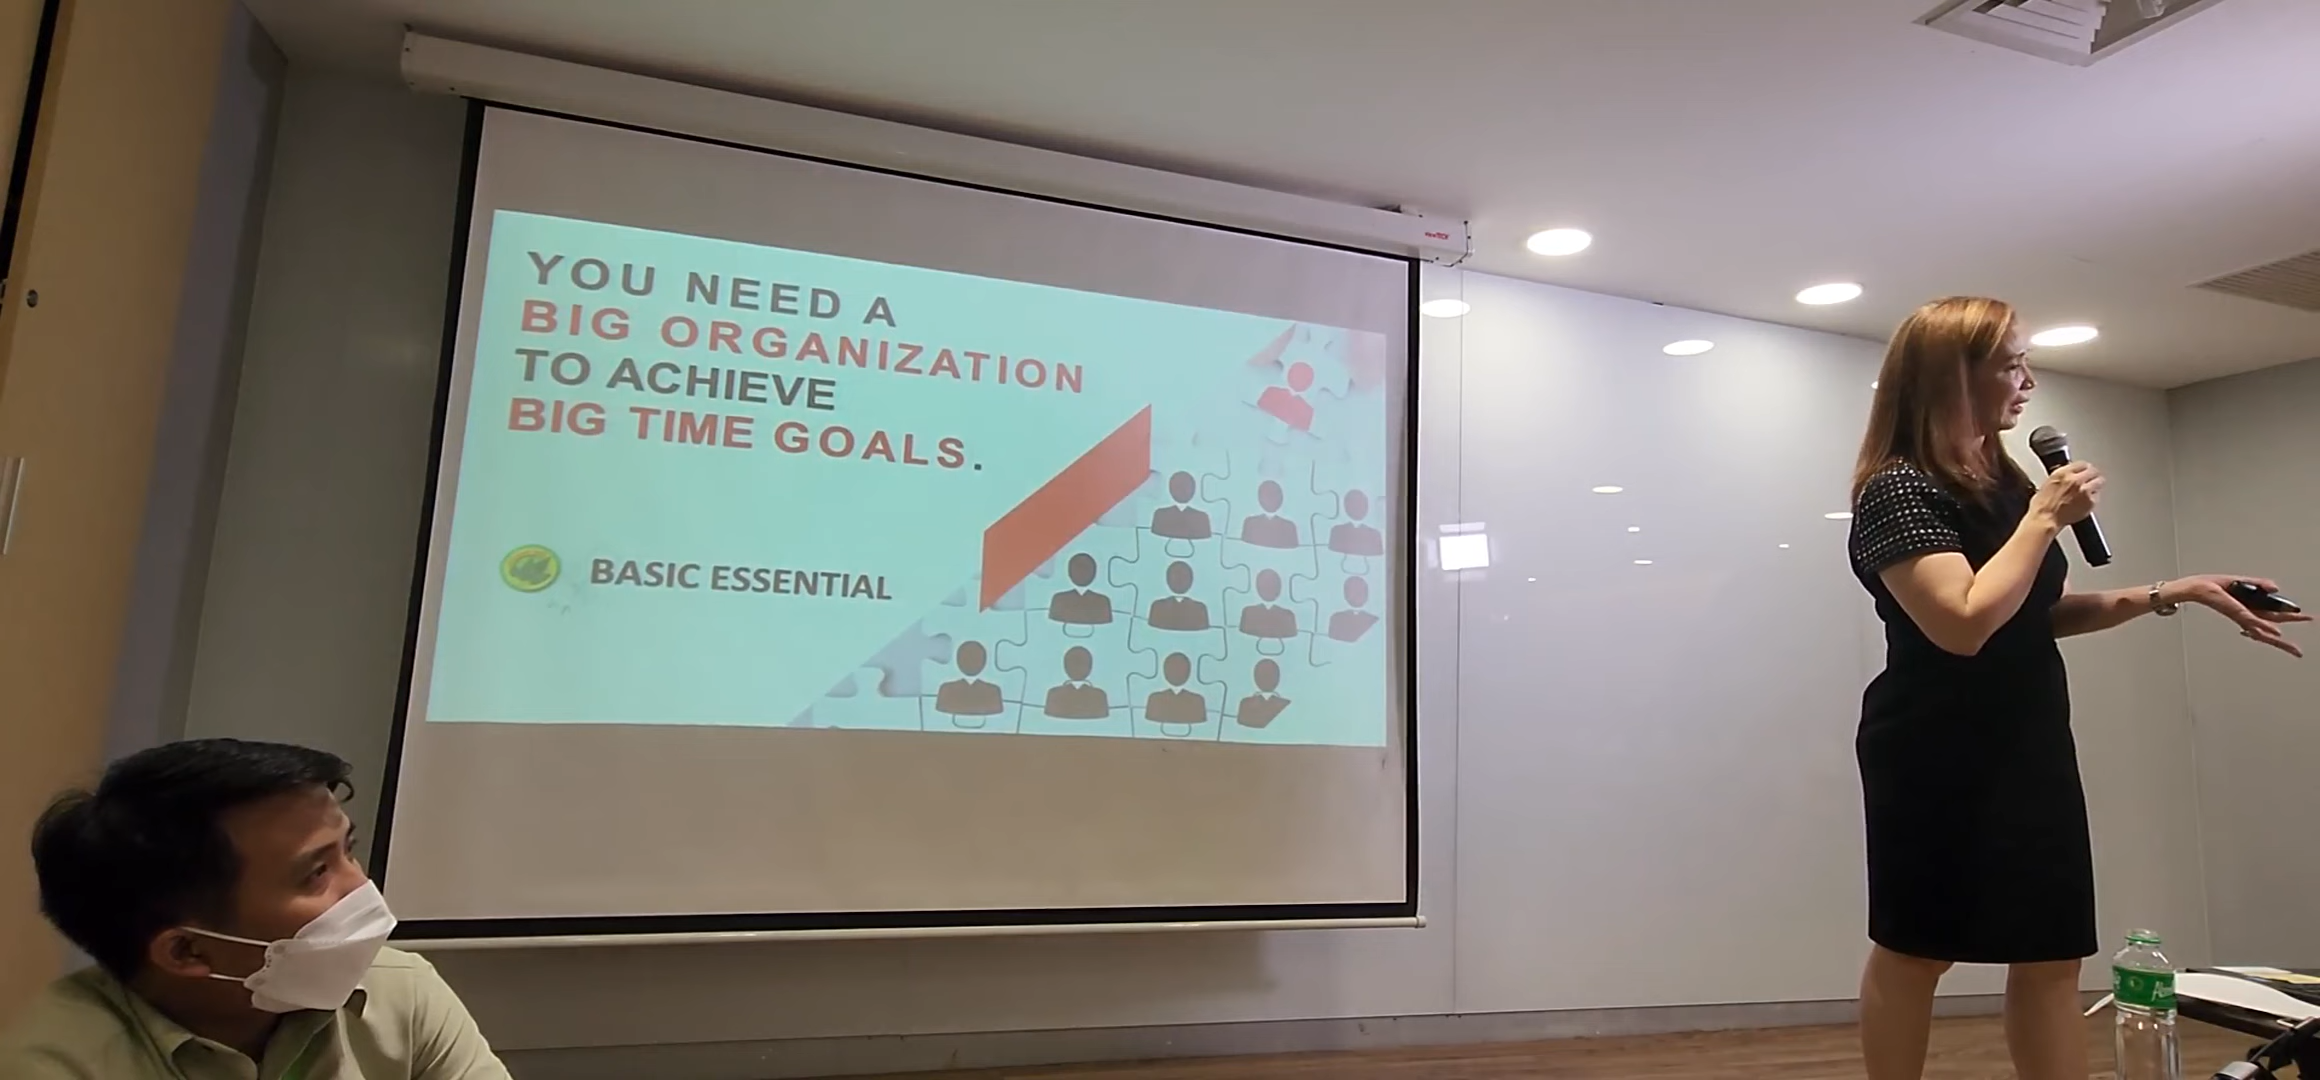 YOU NEED A
BIG ORGANIZATION
TO ACHIEVE
BIG TIME GOALS.
BASIC ESSENTIAL